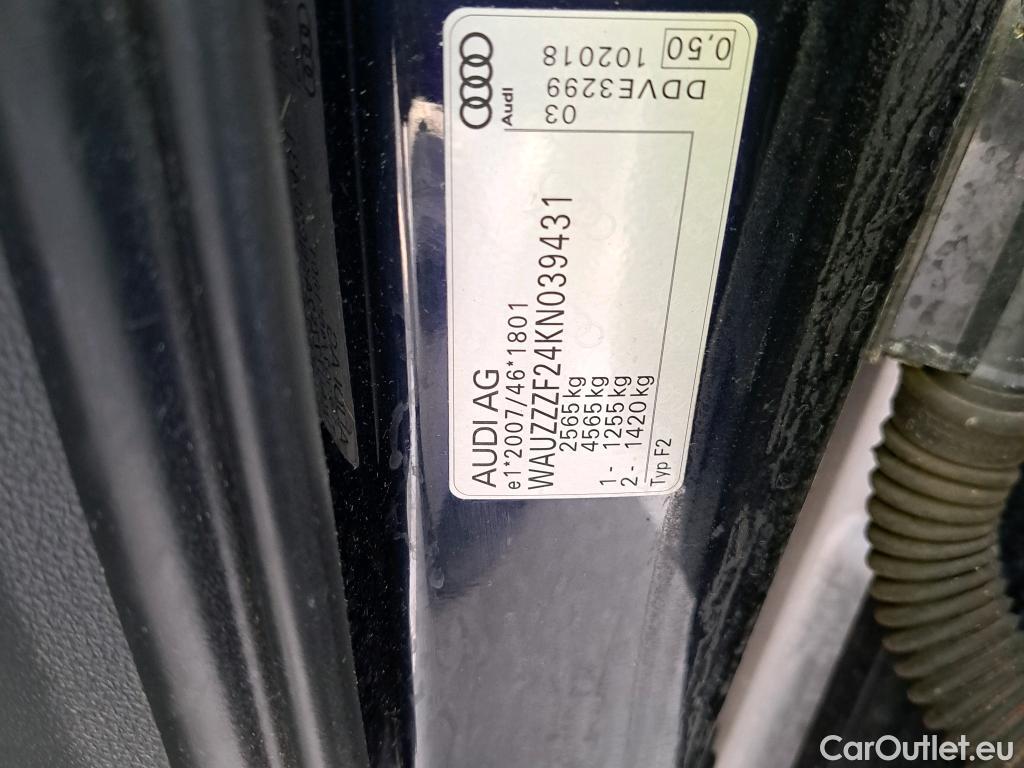 AUDI AG
e1*2007/46*1801
WAUZZZF24KN039431
2565kg
4565kg
1- 1255kg
2- 1420kg
Typ F2
Audi
03
DDVE3299
102018
0,50
CarOutlet.eu